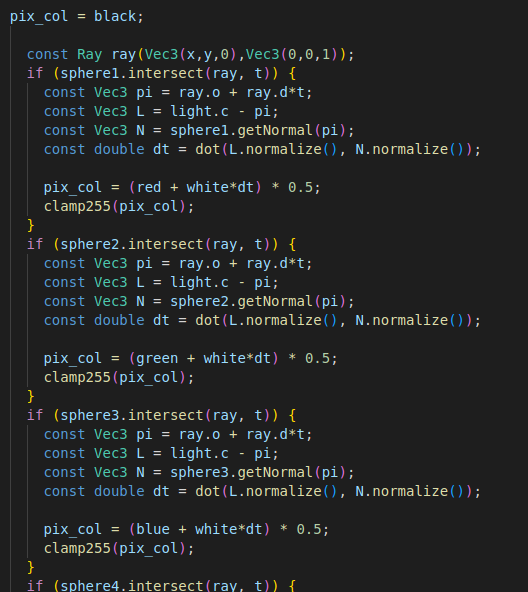 pix_col = black;
const Ray ray(Vec3(x,y,0),Vec3(0,0,1));
if (sphere1.intersect(ray, t)) {
const Vec3 pi = ray.o + ray.d*t;
const Vec3 L = light.c - pi;
const Vec3 N = sphere1.getNormal(pi);
const double dt = dot(L.normalize(), N.normalize());
pix_col = (red + white*dt) * 0.5;
clamp255(pix_col);
}
if (sphere2.intersect(ray, t)) {
const Vec3 pi = ray.o + ray.d*t;
const Vec3 L = light.c - pi;
const Vec3 N = sphere2.getNormal(pi);
const double dt = dot(L.normalize(), N.normalize());
pix_col = (green + white*dt) * 0.5;
clamp255(pix_col);
}
if (sphere3.intersect(ray, t)) {
const Vec3 pi = ray.o + ray.d*t;
const Vec3 L = light.c - pi;
const Vec3 N = sphere3.getNormal(pi);
const double dt = dot(L.normalize(), N.normalize());
pix_col = (blue + white*dt) * 0.5;
clamp255(pix_col);
}
if (sphere4.intersect(ray, t)) {